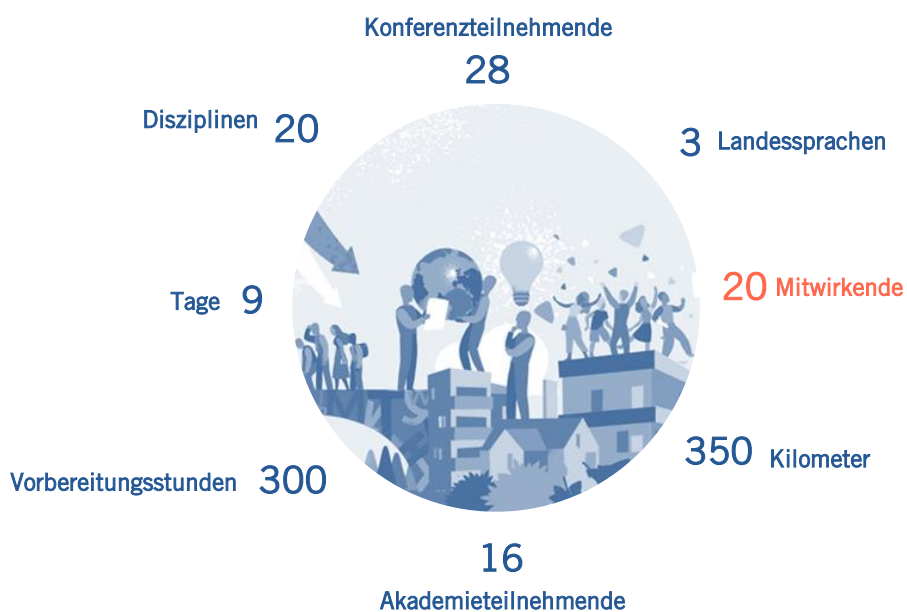 Konferenzteilnehmende
28
Disziplinen 20
3 Landessprachen
Tage 9
20 Mitwirkende
Vorbereitungsstunden 300
350 Kilometer
16
Akademieteilnehmende